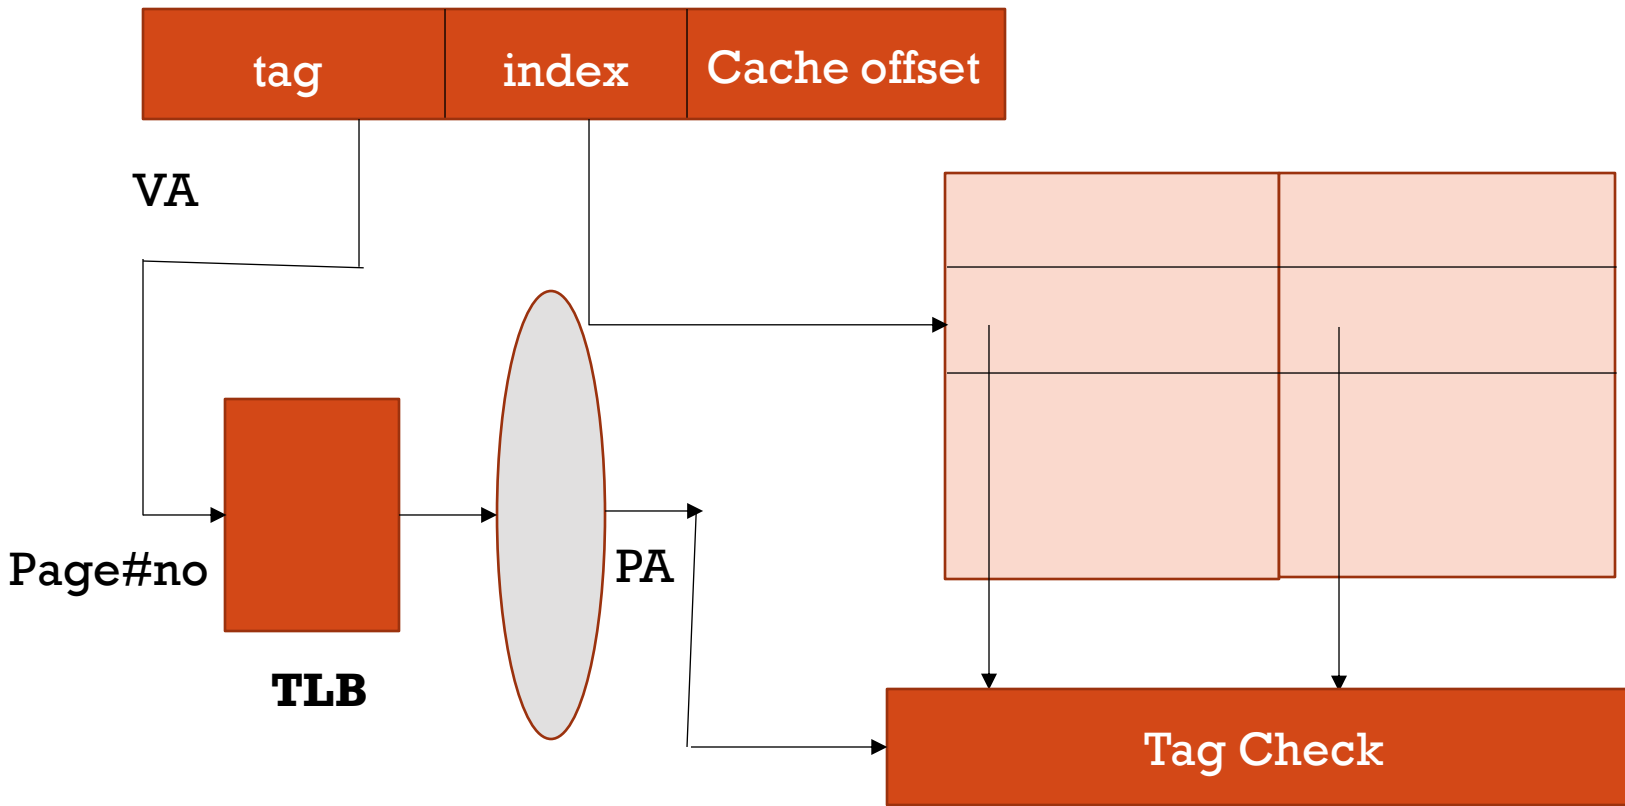 tag
index
Cache offset
VA
Page#no
PA
TLB
Tag Check